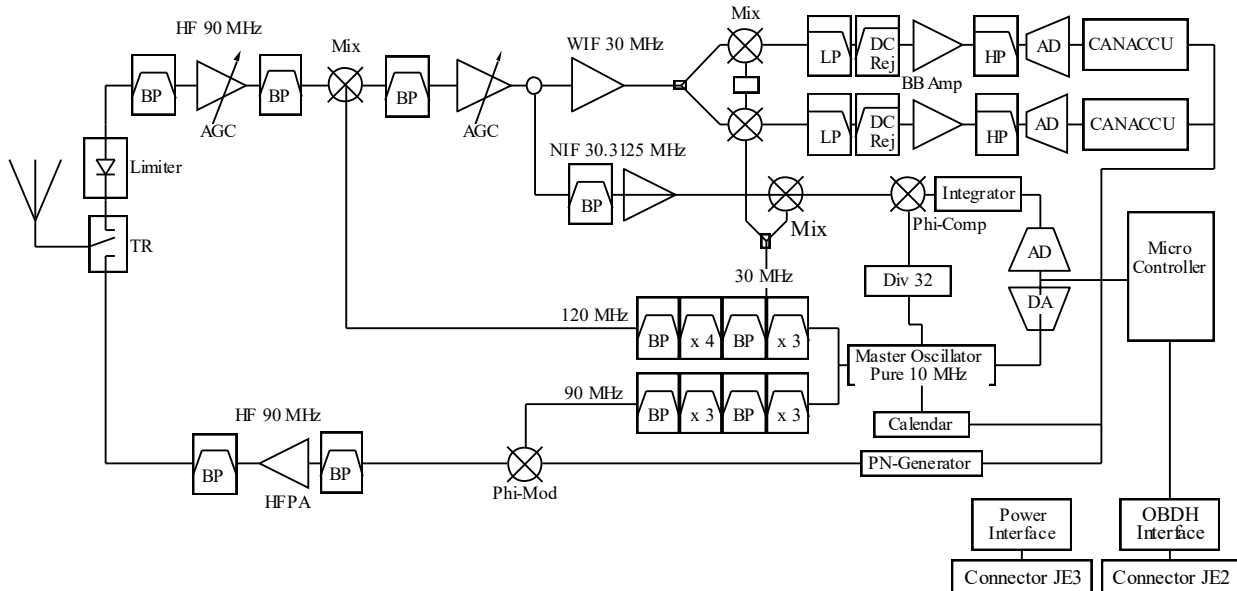 HF 90 MHz
Mix
WIF 30 MHz
Mix
LP
DC
Rej
BB Amp
HP
AD
CANACCU
BP
AGC
BP
BP
AGC
LP
DC
Rej
HP
AD
CANACCU
Limiter
NIF 30.3125 MHz
BP
Mix
Phi-Comp
Integrator
TR
AD
Micro
Controller
30 MHz
Div 32
DA
120 MHz
BP
x 4
BP
x 3
Master Oscillator
Pure 10 MHz
90 MHz
BP
x 3
BP
x 3
Calendar
HF 90 MHz
BP
HFPA
BP
Phi-Mod
PN-Generator
Power
Interface
OBDH
Interface
Connector JE3
Connector JE2